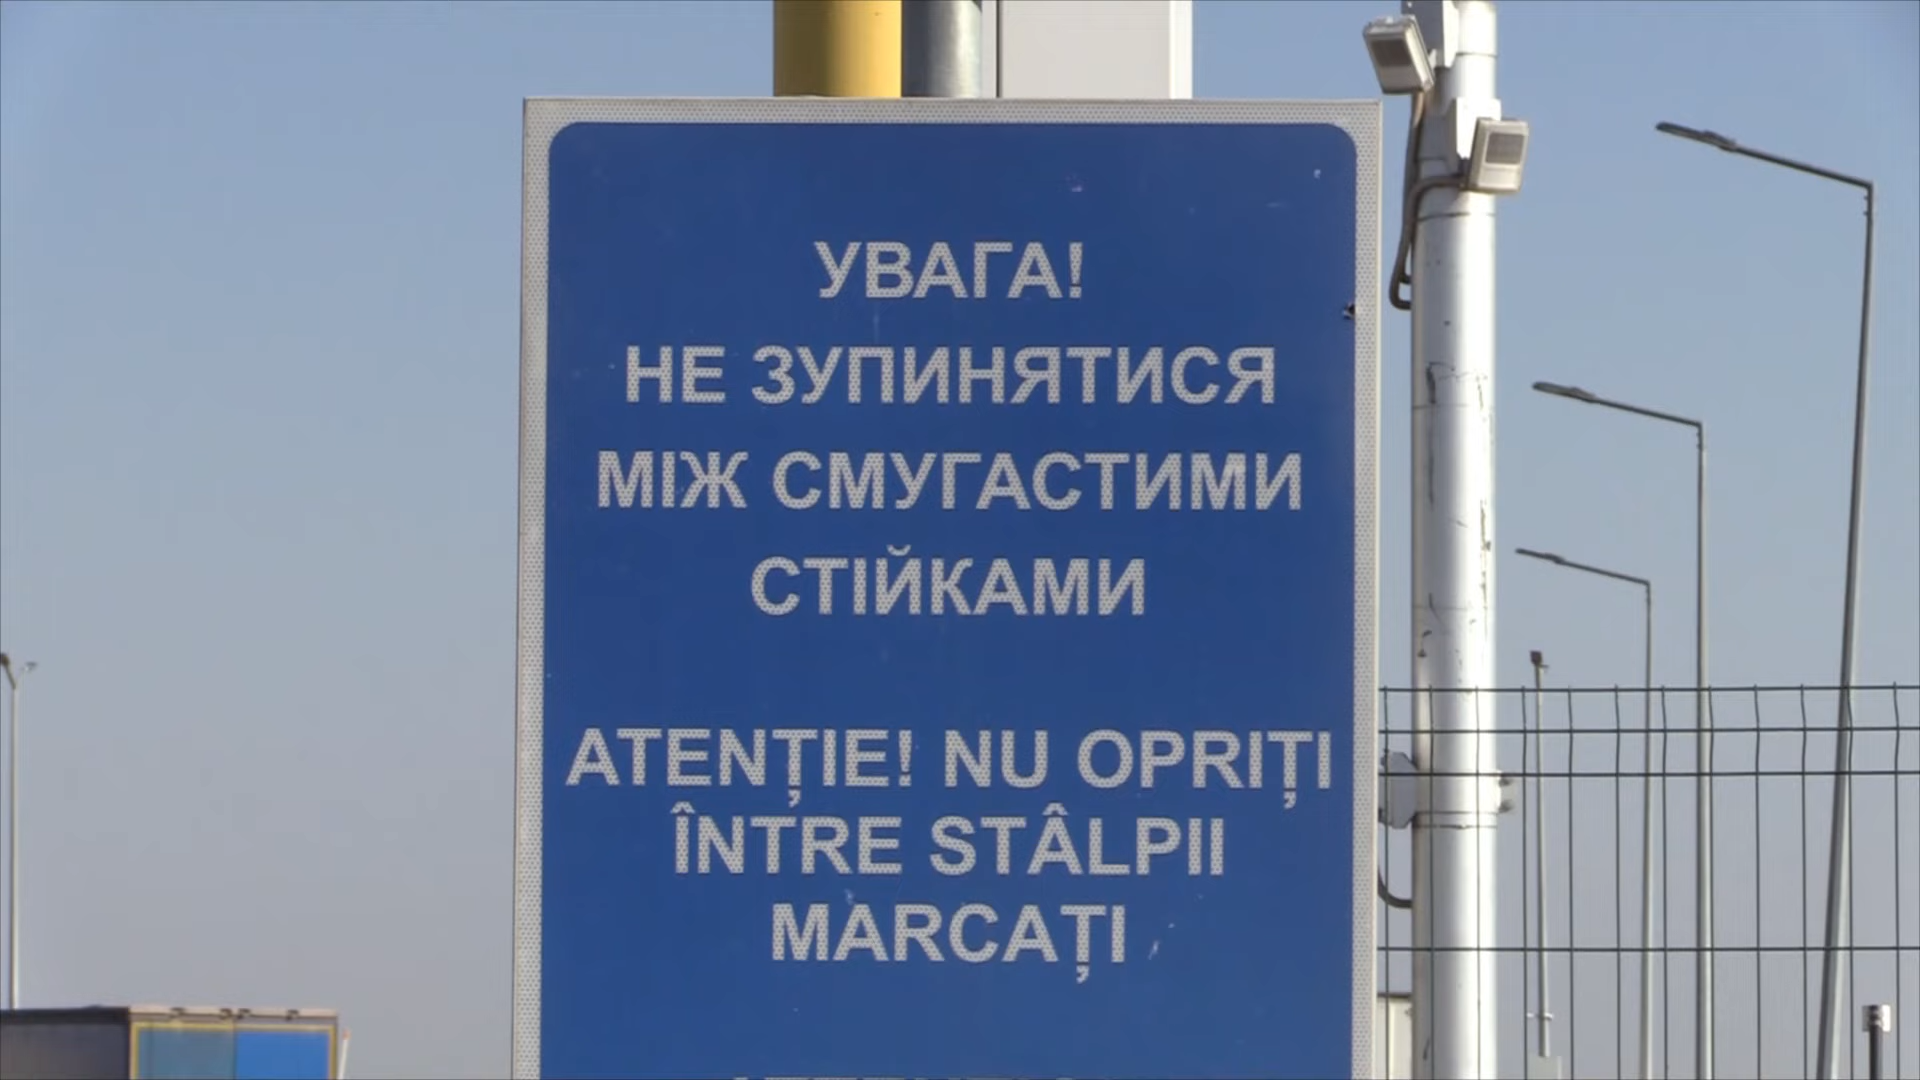 УВАГА!
НЕ ЗУПИНЯТИСЯ
МІЖ СМУГАСТИМИ
СТІЙКАМИ
ATENȚIE! NU OPRIȚI
ÎNTRE STÂLPII
MARCAȚI